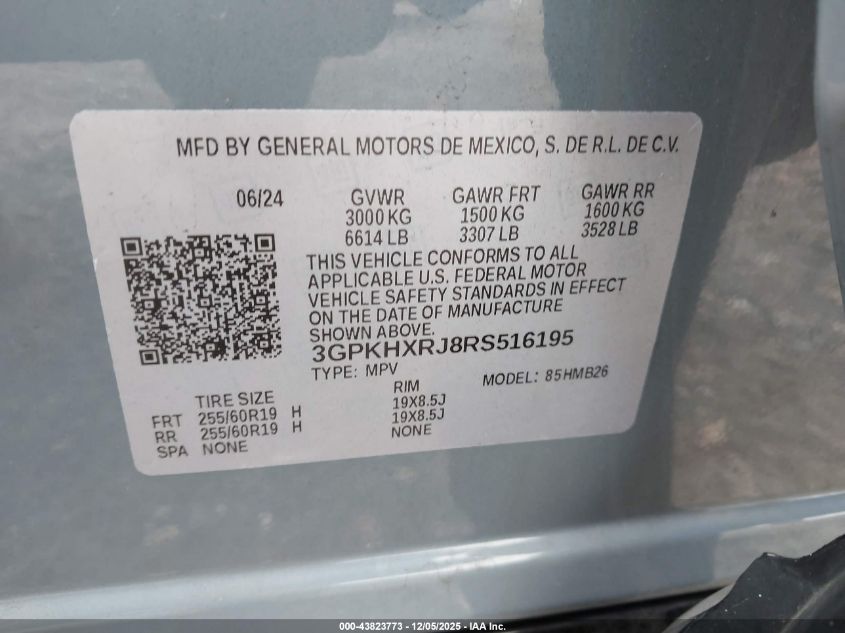 MFD BY GENERAL MOTORS DE MEXICO, S. DE R.L. DE C.V.
06/24 GVWR GAWR FRT GAWR RR
3000 KG 1500 KG 1600 KG
6614 LB 3307 LB 3528 LB
THIS VEHICLE CONFORMS TO ALL
APPLICABLE U.S. FEDERAL MOTOR
VEHICLE SAFETY STANDARDS IN EFFECT
ON THE DATE OF MANUFACTURE
SHOWN ABOVE.
3GPKHXRJ8RS516195
TYPE: MPV MODEL: 85HMB26
TIRE SIZE RIM
FRT 255/60R19 H 19X8.5J
RR 255/60R19 H 19X8.5J
SPA NONE NONE
000-43823773 - 12/05/2025 - IAA Inc.